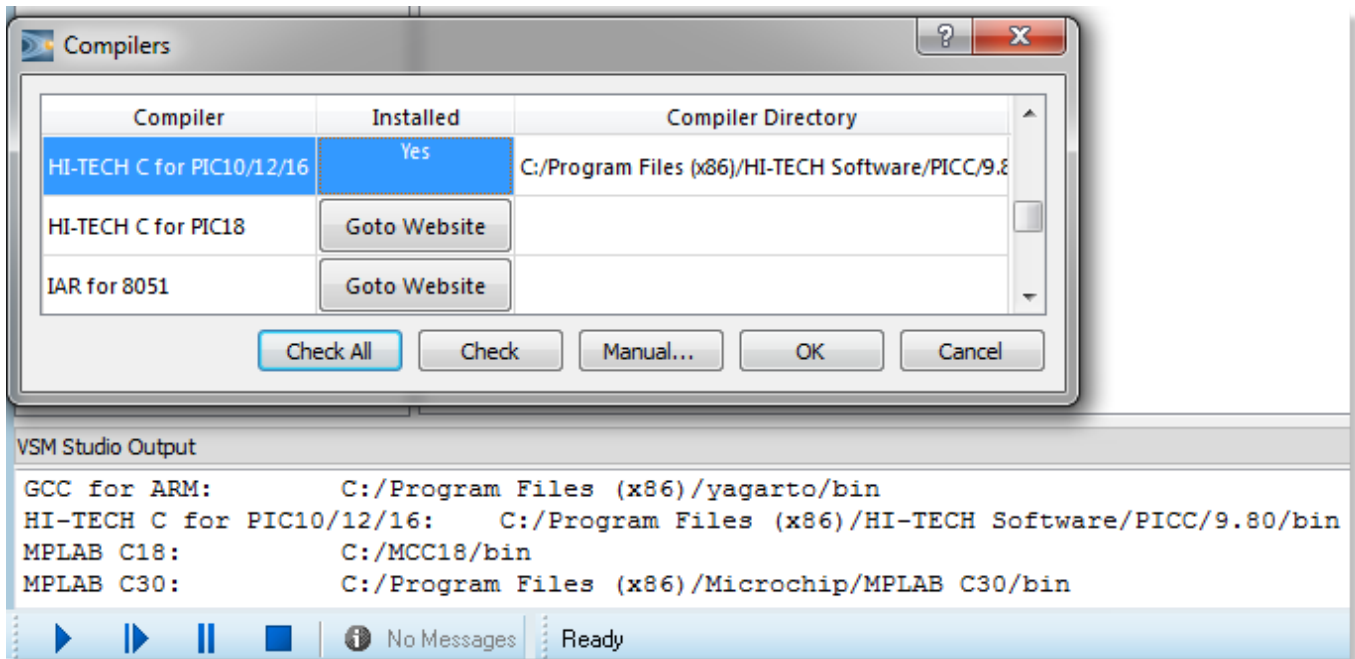 Compilers
Compiler Installed Compiler Directory
HI-TECH C for PIC10/12/16 Yes C:/Program Files (x86)/HI-TECH Software/PICC/9.8
HI-TECH C for PIC18 Goto Website
IAR for 8051 Goto Website
Check All Check Manual... OK Cancel
VSM Studio Output
GCC for ARM: C:/Program Files (x86)/yagarto/bin
HI-TECH C for PIC10/12/16: C:/Program Files (x86)/HI-TECH Software/PICC/9.80/bin
MPLAB C18: C:/MCC18/bin
MPLAB C30: C:/Program Files (x86)/Microchip/MPLAB C30/bin
No Messages Ready